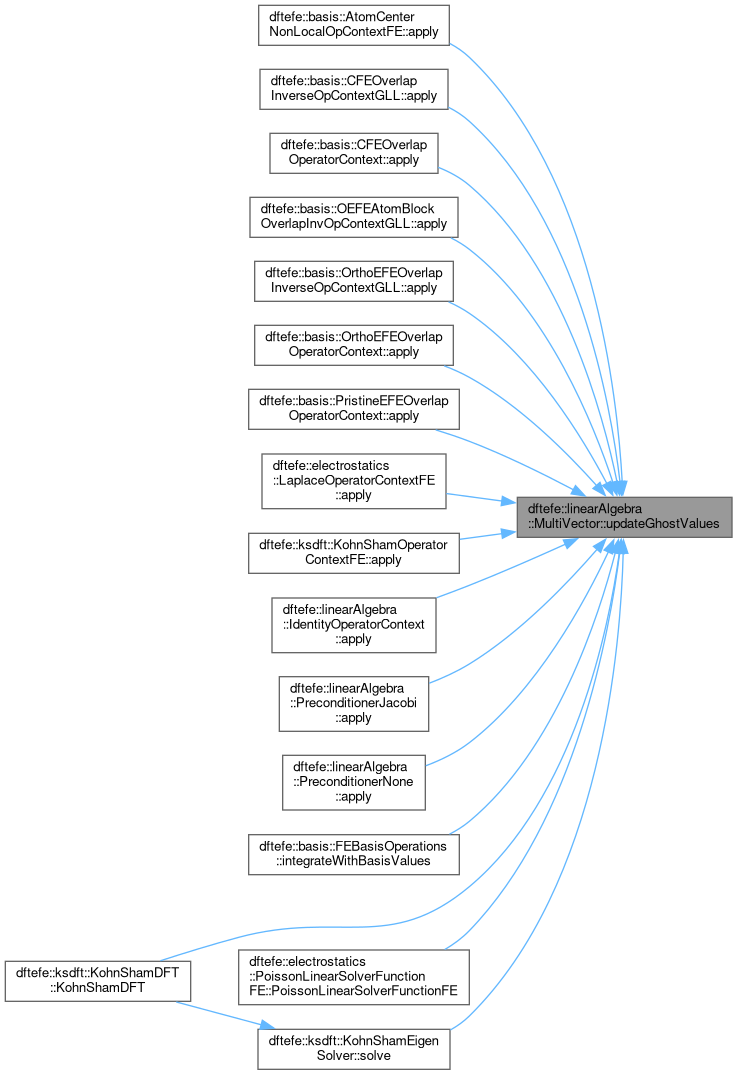 dftefe::basis::AtomCenter
NonLocalOpContextFE::apply
dftefe::basis::CFEOverlap
InverseOpContextGLL::apply
dftefe::basis::CFEOverlap
OperatorContext::apply
dftefe::basis::OEFEAtomBlock
OverlapInvOpContextGLL::apply
dftefe::basis::OrthoEFEOverlap
InverseOpContextGLL::apply
dftefe::basis::OrthoEFEOverlap
OperatorContext::apply
dftefe::basis::PristineEFEOverlap
OperatorContext::apply
dftefe::electrostatics
::LaplaceOperatorContextFE
::apply
dftefe::linearAlgebra
::MultiVector::updateGhostValues
dftefe::ksdft::KohnShamOperator
ContextFE::apply
dftefe::linearAlgebra
::IdentityOperatorContext
::apply
dftefe::linearAlgebra
::PreconditionerJacobi
::apply
dftefe::linearAlgebra
::PreconditionerNone
::apply
dftefe::basis::FEBasisOperations
::integrateWithBasisValues
dftefe::ksdft::KohnShamDFT
::KohnShamDFT
dftefe::electrostatics
::PoissonLinearSolverFunction
FE::PoissonLinearSolverFunctionFE
dftefe::ksdft::KohnShamEigen
Solver::solve